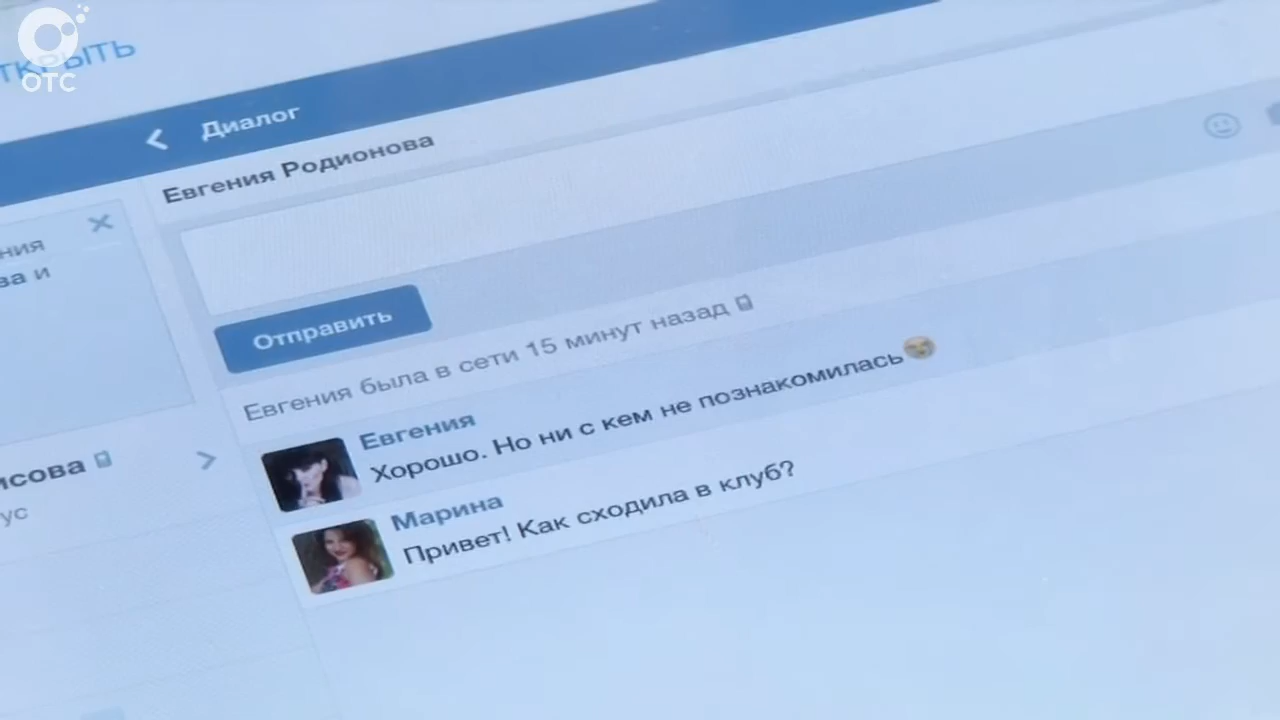 ОТС
ТКРЫТЬ
Диалог
Евгения Родионова
ния
ва и
Отправить
Евгения была в сети 15 минут назад
Евгения
Хорошо. Но ни с кем не познакомилась😭
исова
ус
Марина
Привет! Как сходила в клуб?